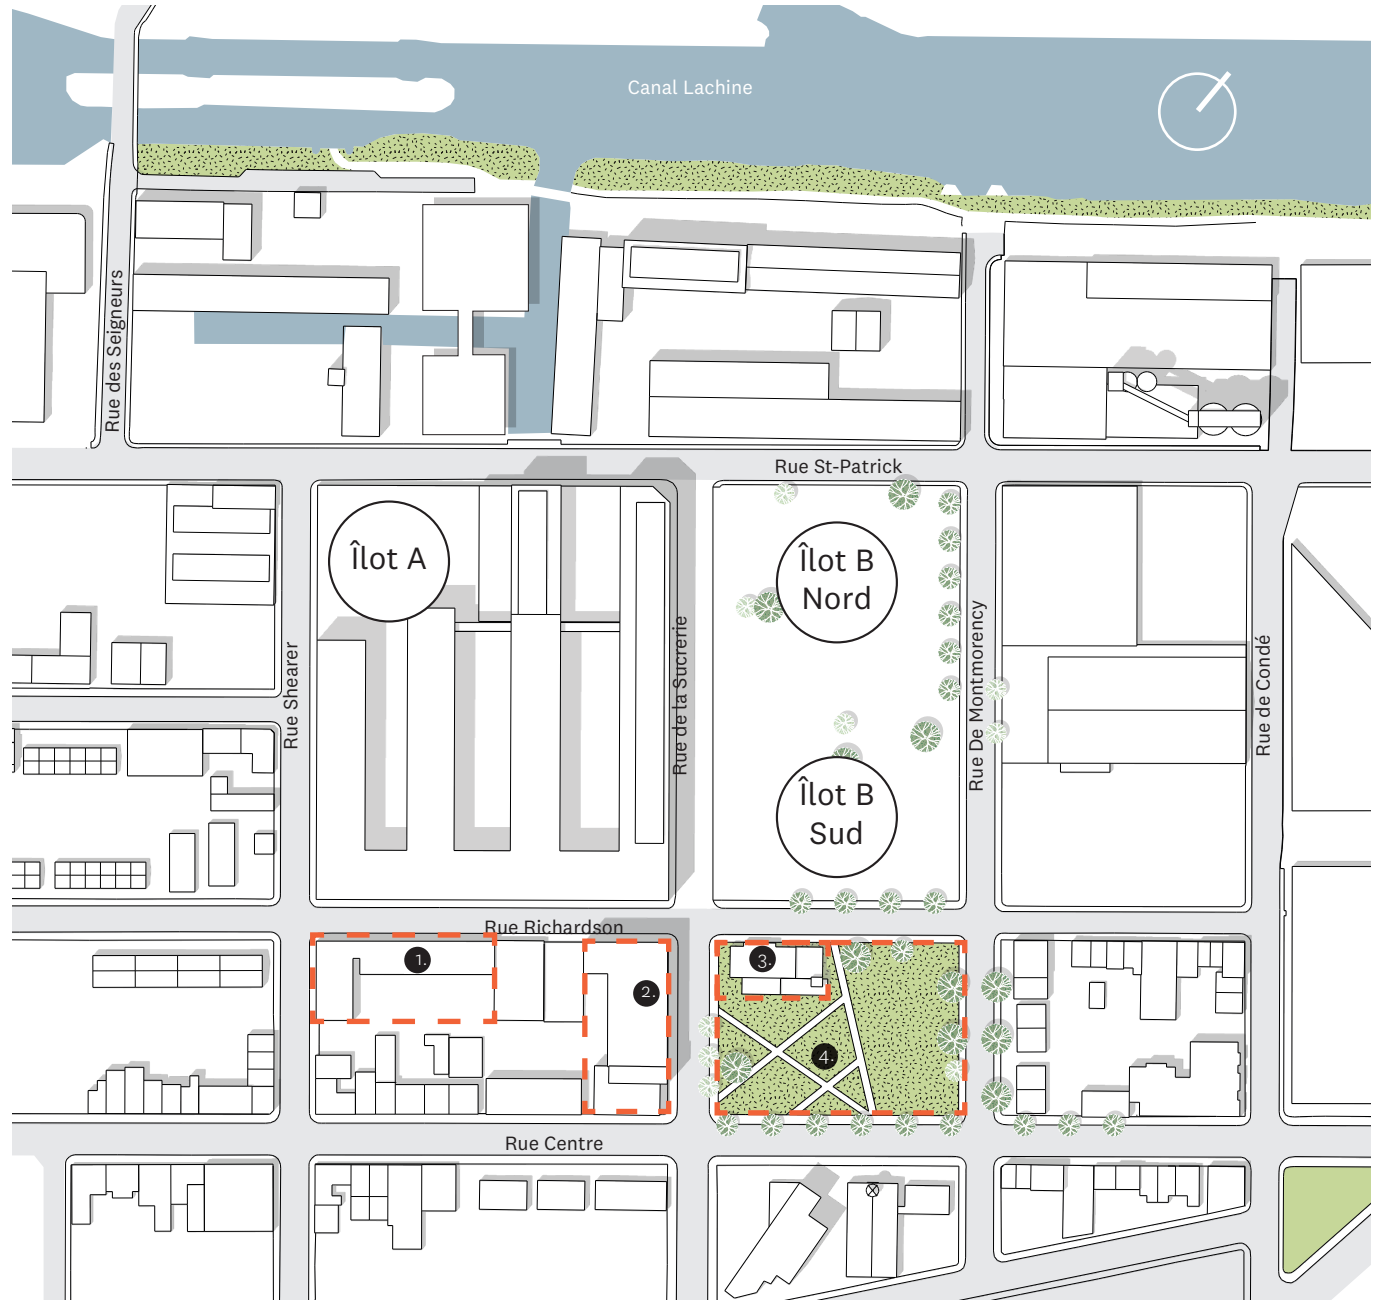 Canal Lachine
Rue des Seigneurs
Rue St-Patrick
Îlot A
Îlot B
Nord
Rue Shearer
Rue de la Sucrerie
Rue De Montmorency
Rue de Condé
Îlot B
Sud
Rue Richardson
1.
2.
3.
4.
Rue Centre